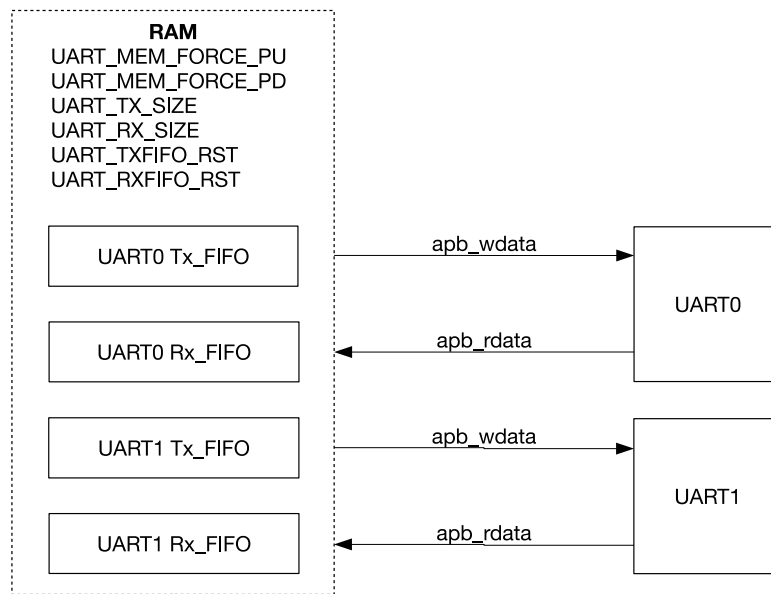 RAM
UART_MEM_FORCE_PU
UART_MEM_FORCE_PD
UART_TX_SIZE
UART_RX_SIZE
UART_TXFIFO_RST
UART_RXFIFO_RST
UART0 Tx_FIFO
apb_wdata
UART0
UART0 Rx_FIFO
apb_rdata
UART1 Tx_FIFO
apb_wdata
UART1
UART1 Rx_FIFO
apb_rdata